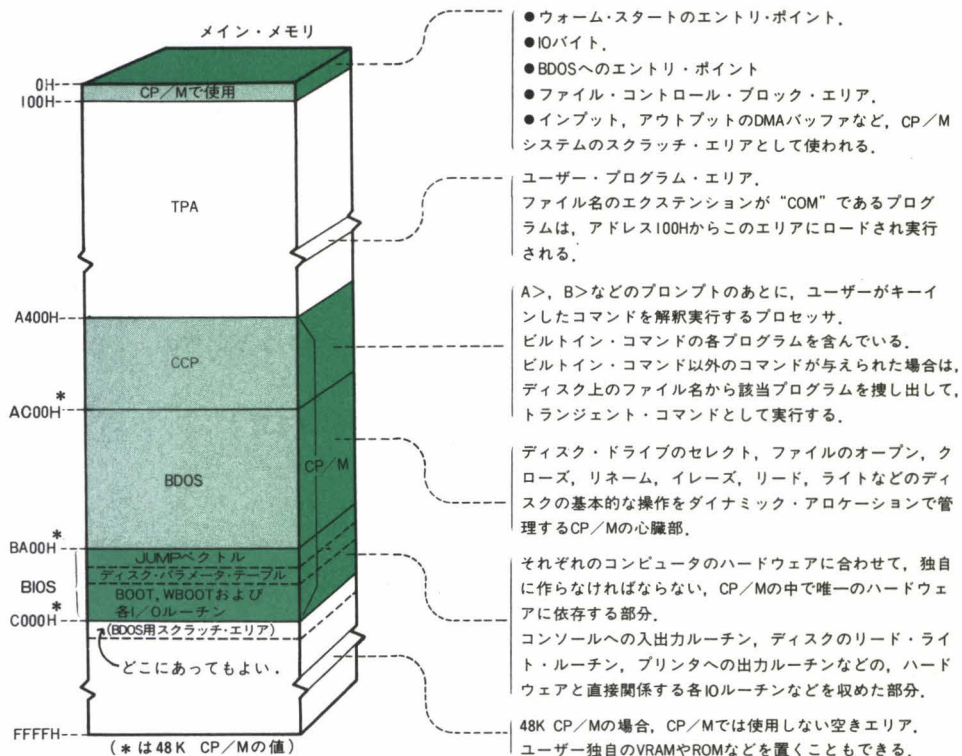 メイン・メモリ
0H
CP／Mで使用
100H
TPA
A400H
CCP
*
AC00H
CP／M
BDOS
*
BA00H
JUMPベクトル
ディスク・パラメータ・テーブル
BIOS
BOOT, WBOOTおよび
各I／Oルーチン
*
C000H
(BDOS用スクラッチ・エリア)
どこにあってもよい．
FFFFH
(＊は48K CP／Mの値)
●ウォーム・スタートのエントリ・ポイント．
●IOバイト．
●BDOSへのエントリ・ポイント
●ファイル・コントロール・ブロック・エリア．
●インプット，アウトプットのDMAバッファなど，CP／M
システムのスクラッチ・エリアとして使われる．
ユーザー・プログラム・エリア．
ファイル名のエクステンションが“COM”であるプログ
ラムは，アドレス100Hからこのエリアにロードされ実行
される．
A>，B>などのプロンプトのあとに，ユーザーがキーイ
ンしたコマンドを解釈実行するプロセッサ．
ビルトイン・コマンドの各プログラムを含んでいる．
ビルトイン・コマンド以外のコマンドが与えられた場合は，
ディスク上のファイル名から該当プログラムを捜し出して，
トランジェント・コマンドとして実行する．
ディスク・ドライブのセレクト，ファイルのオープン，ク
ローズ，リネーム，イレーズ，リード，ライトなどのディ
スクの基本的な操作をダイナミック・アロケーションで管
理するCP／Mの心臓部．
それぞれのコンピュータのハードウェアに合わせて，独自
に作らなければならない，CP／Mの中で唯一のハードウェ
アに依存する部分．
コンソールへの入出力ルーチン，ディスクのリード・ライ
ト・ルーチン，プリンタへの出力ルーチンなどの，ハード
ウェアと直接関係する各IOルーチンなどを収めた部分．
48K CP／Mの場合，CP／Mでは使用しない空きエリア．
ユーザー独自のVRAMやROMなどを置くこともできる．